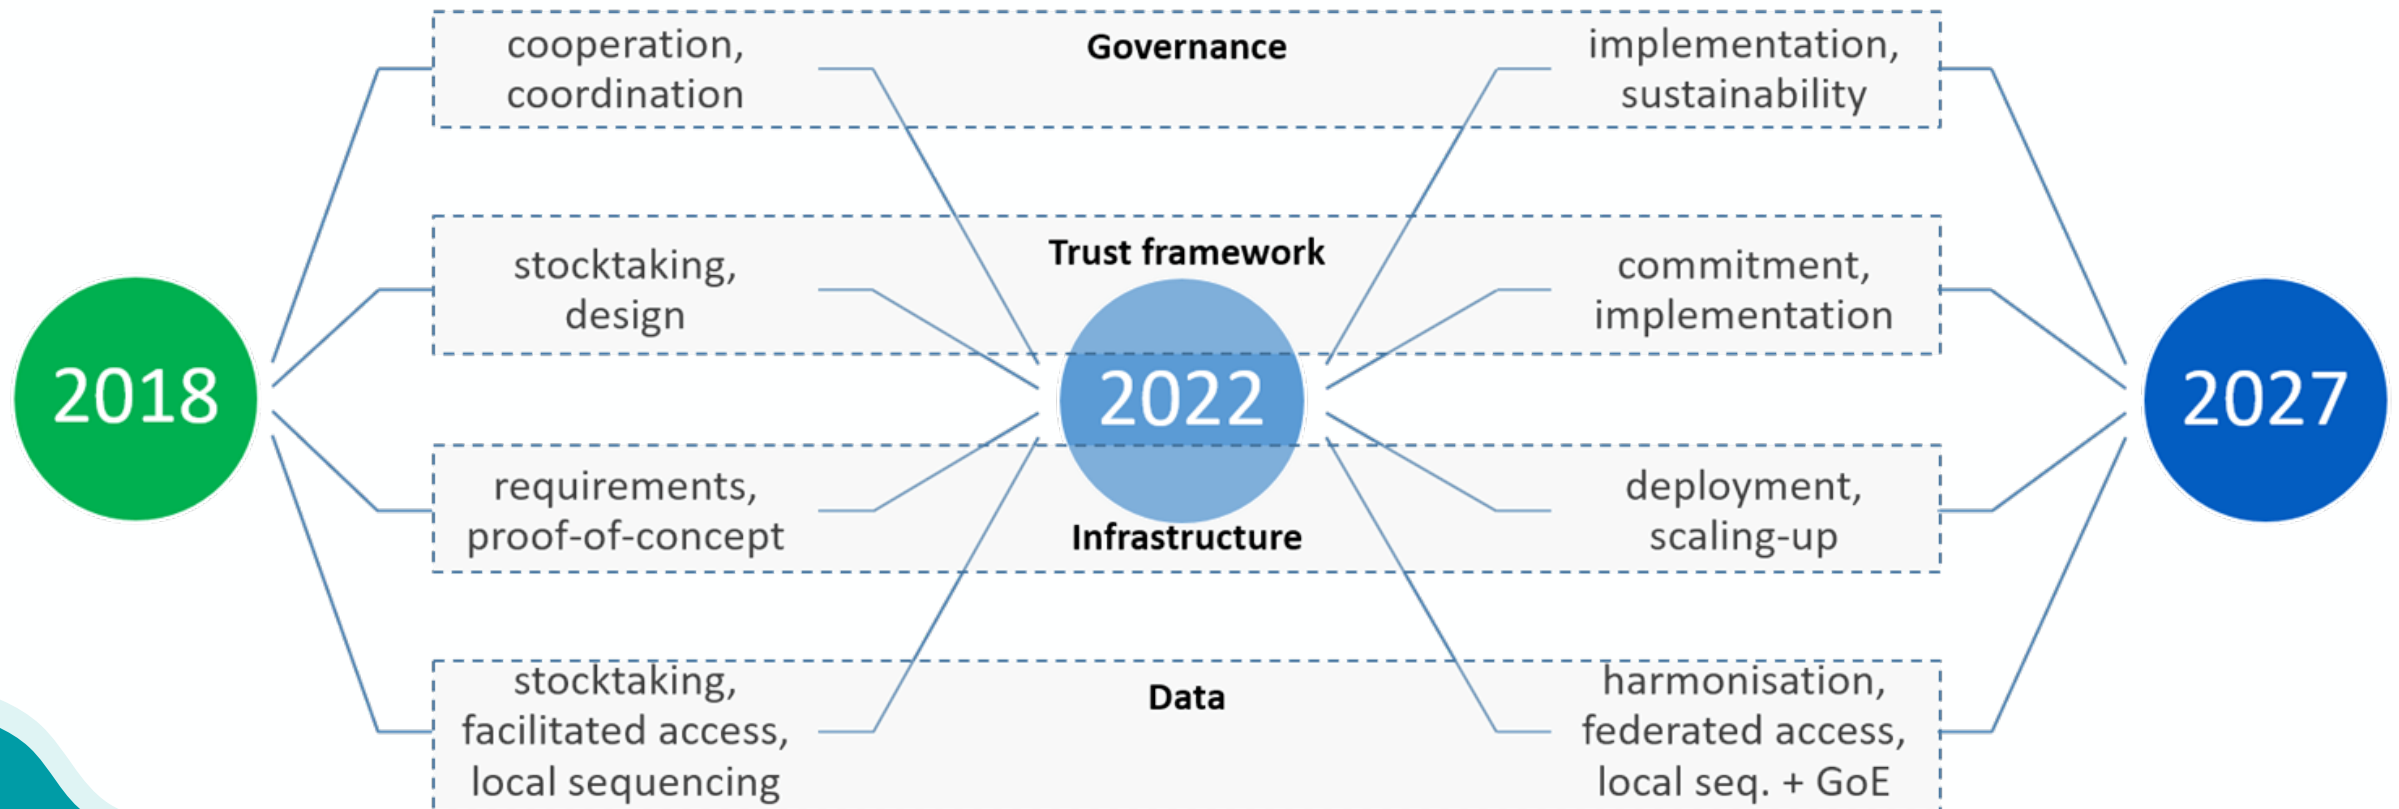 cooperation,
coordination
Governance
implementation,
sustainability
stocktaking,
design
Trust framework
commitment,
implementation
2018
2022
2027
requirements,
proof-of-concept
Infrastructure
deployment,
scaling-up
stocktaking,
facilitated access,
local sequencing
Data
harmonisation,
federated access,
local seq. + GoE